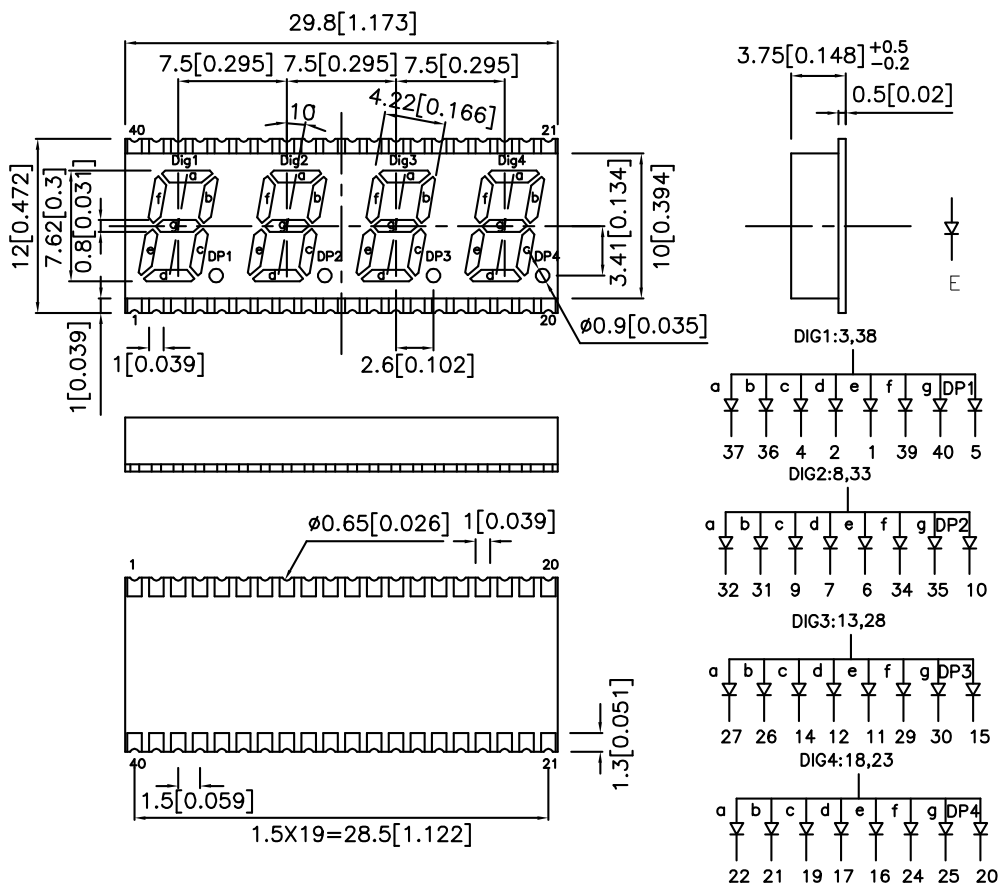 29.8[1.173]
7.5[0.295] 7.5[0.295] 7.5[0.295]
10
4.22[0.166]
40 21
Dig1 Dig2 Dig3 Dig4
a a a a
f b f b f b f b
g g g g
e c e c e c e c
d d d d
DP1 DP2 DP3 DP4
1 20
12[0.472]
7.62[0.3]
0.8[0.031]
1[0.039]
1[0.039]
2.6[0.102]
3.41[0.134]
10[0.394]
ø0.9[0.035]
3.75[0.148] +0.5 -0.2
0.5[0.02]
E
ø0.65[0.026]
1[0.039]
1 20
40 21
1.3[0.051]
1.5[0.059]
1.5X19=28.5[1.122]
DIG1:3,38
a b c d e f g DP1
37 36 4 2 1 39 40 5
DIG2:8,33
a b c d e f g DP2
32 31 9 7 6 34 35 10
DIG3:13,28
a b c d e f g DP3
27 26 14 12 11 29 30 15
DIG4:18,23
a b c d e f g DP4
22 21 19 17 16 24 25 20